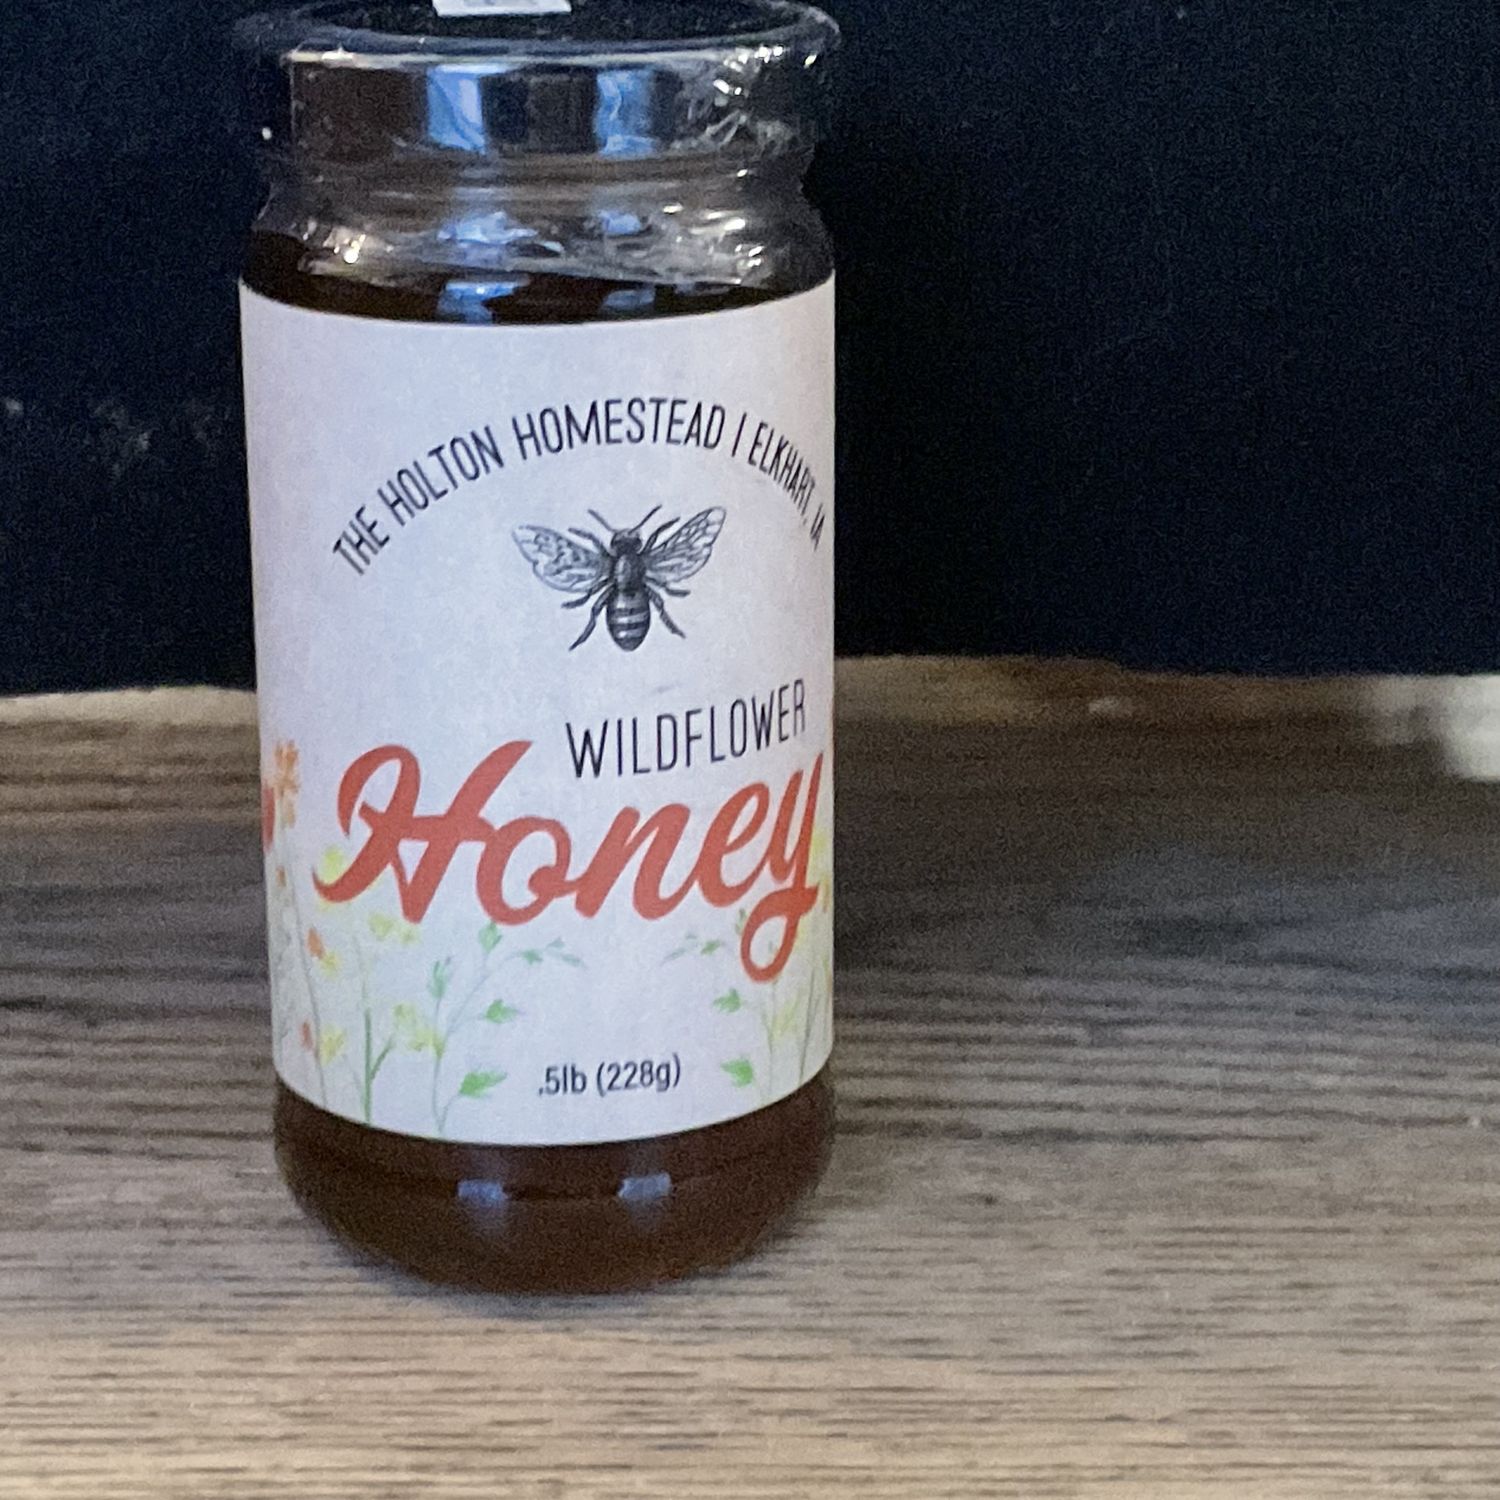 THE HOLTON HOMESTEAD | ELKHART, IA
WILDFLOWER
Honey
.5lb (228g)